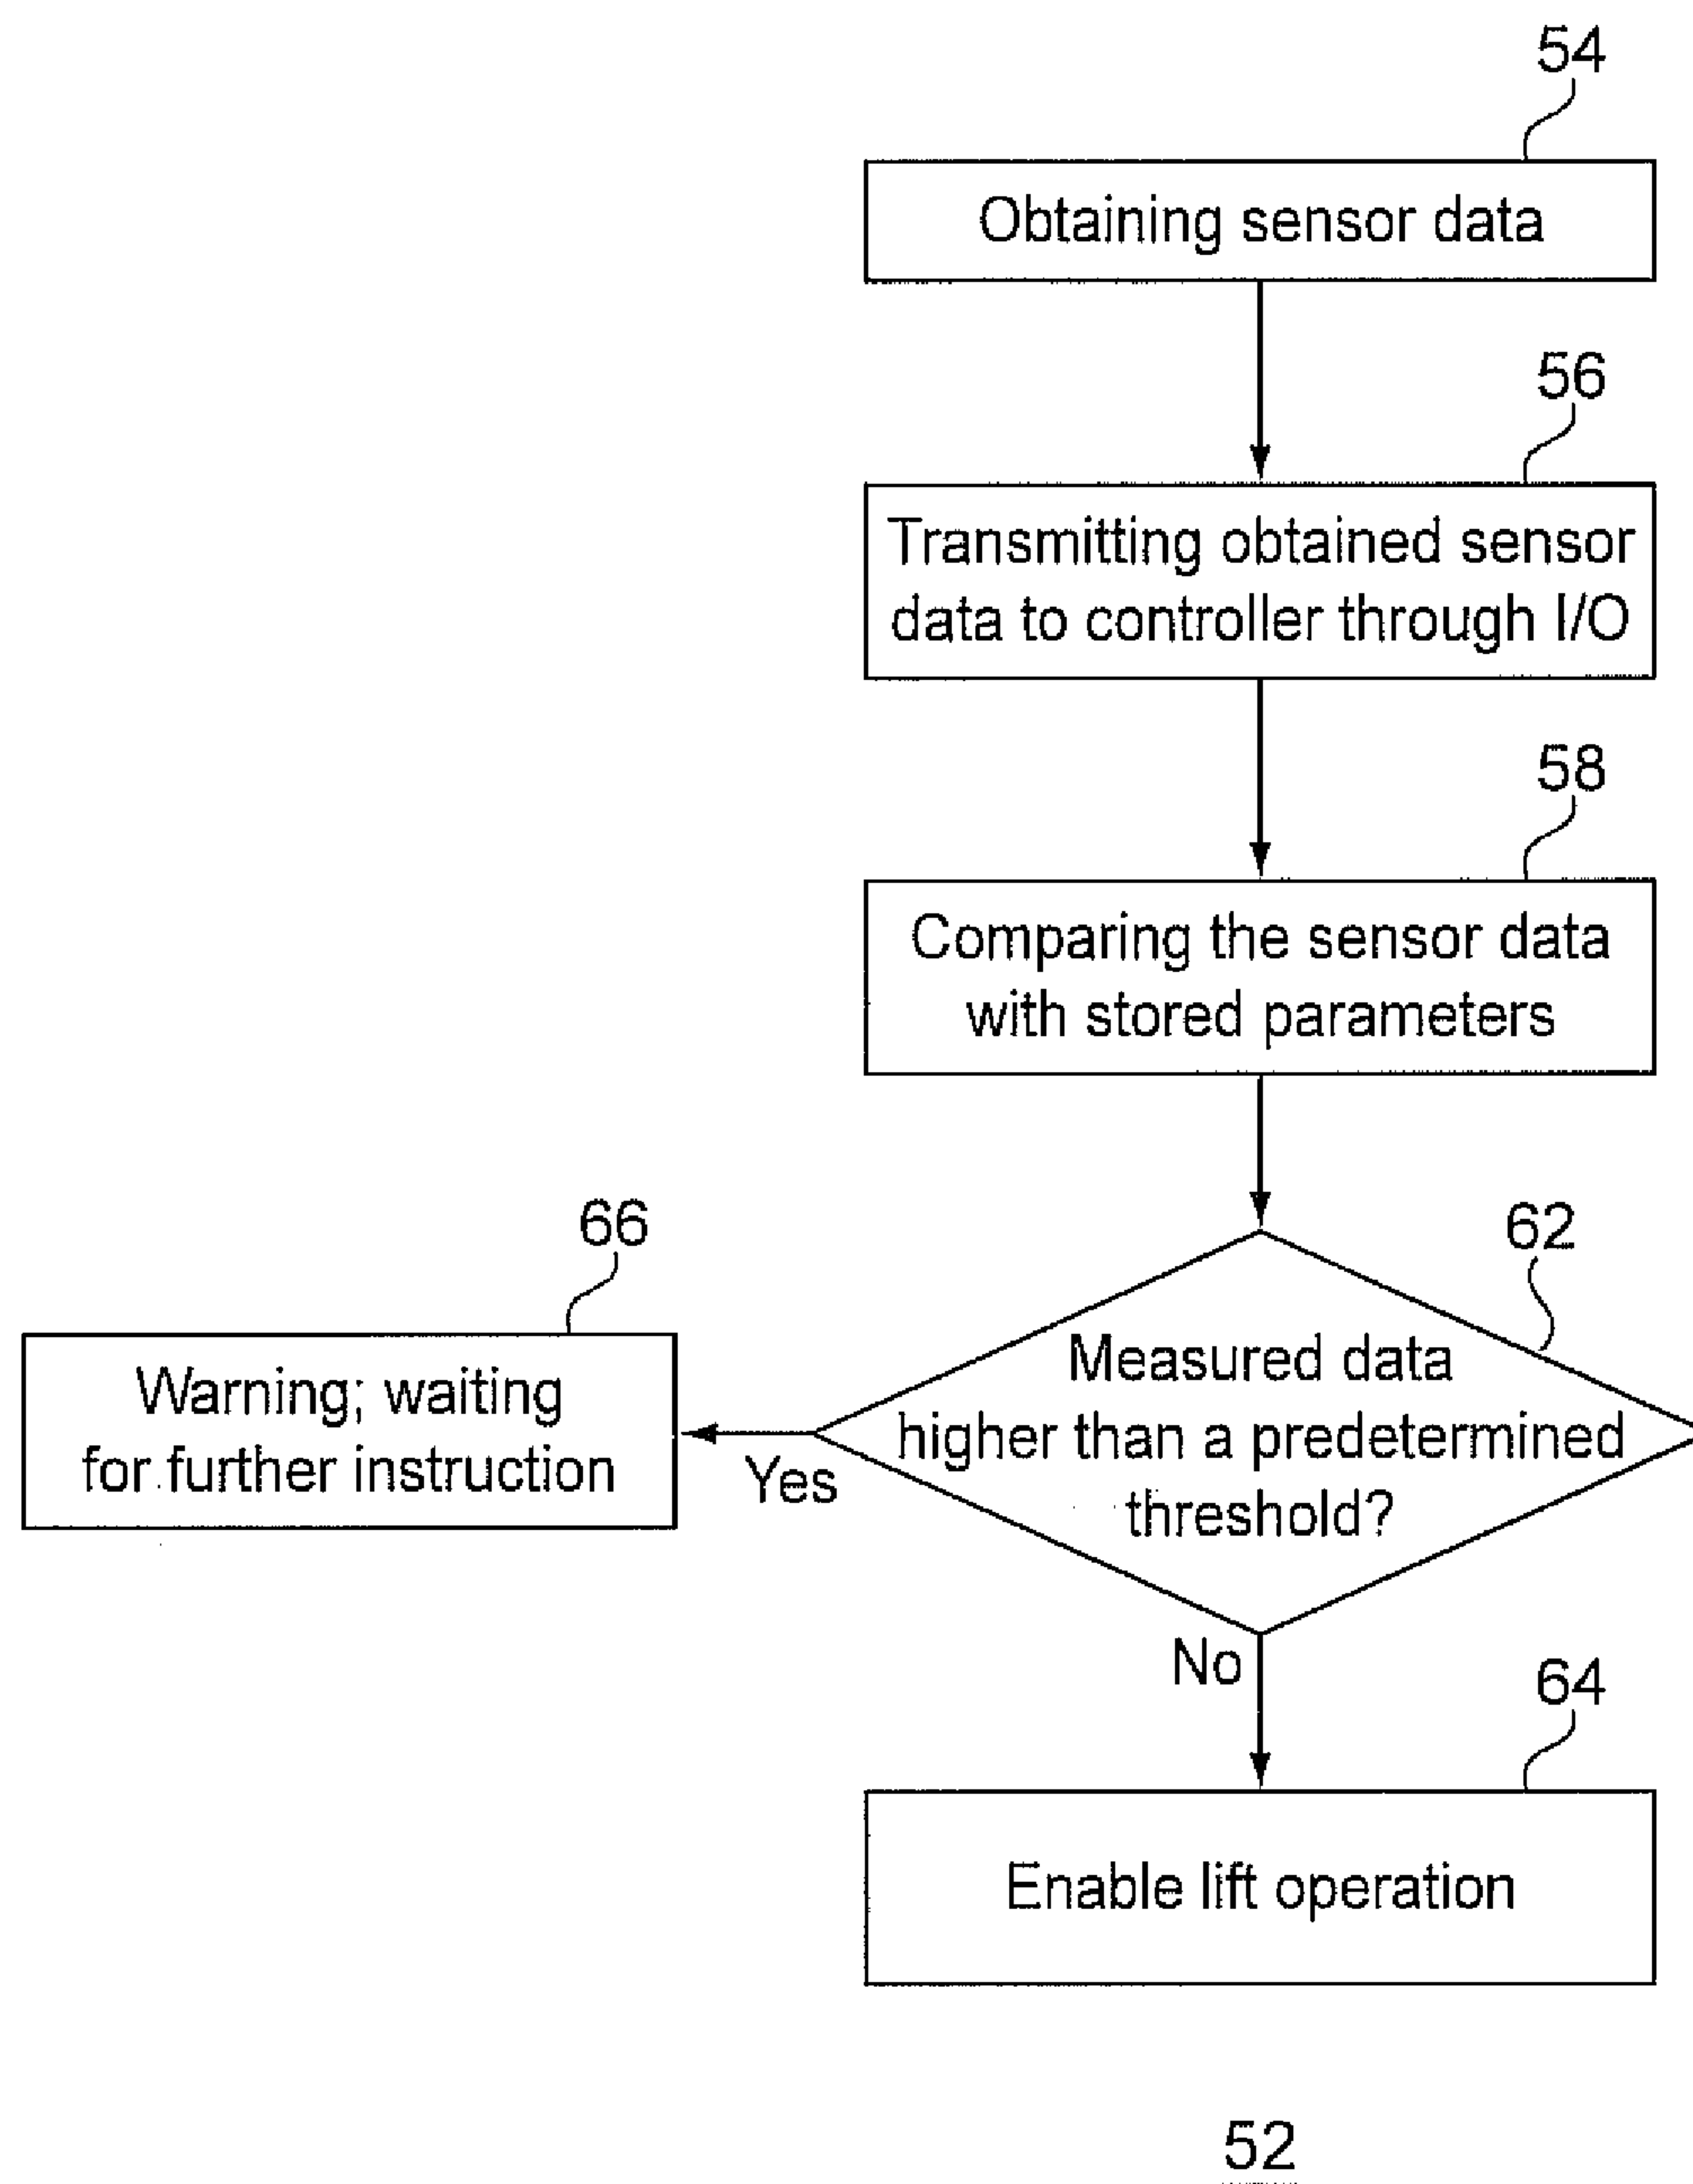 54
Obtaining sensor data
56
Transmitting obtained sensor
data to controller through I/O
58
Comparing the sensor data
with stored parameters
66
62
Warning; waiting
for further instruction
Yes
Measured data
higher than a predetermined
threshold?
No
64
Enable lift operation
52